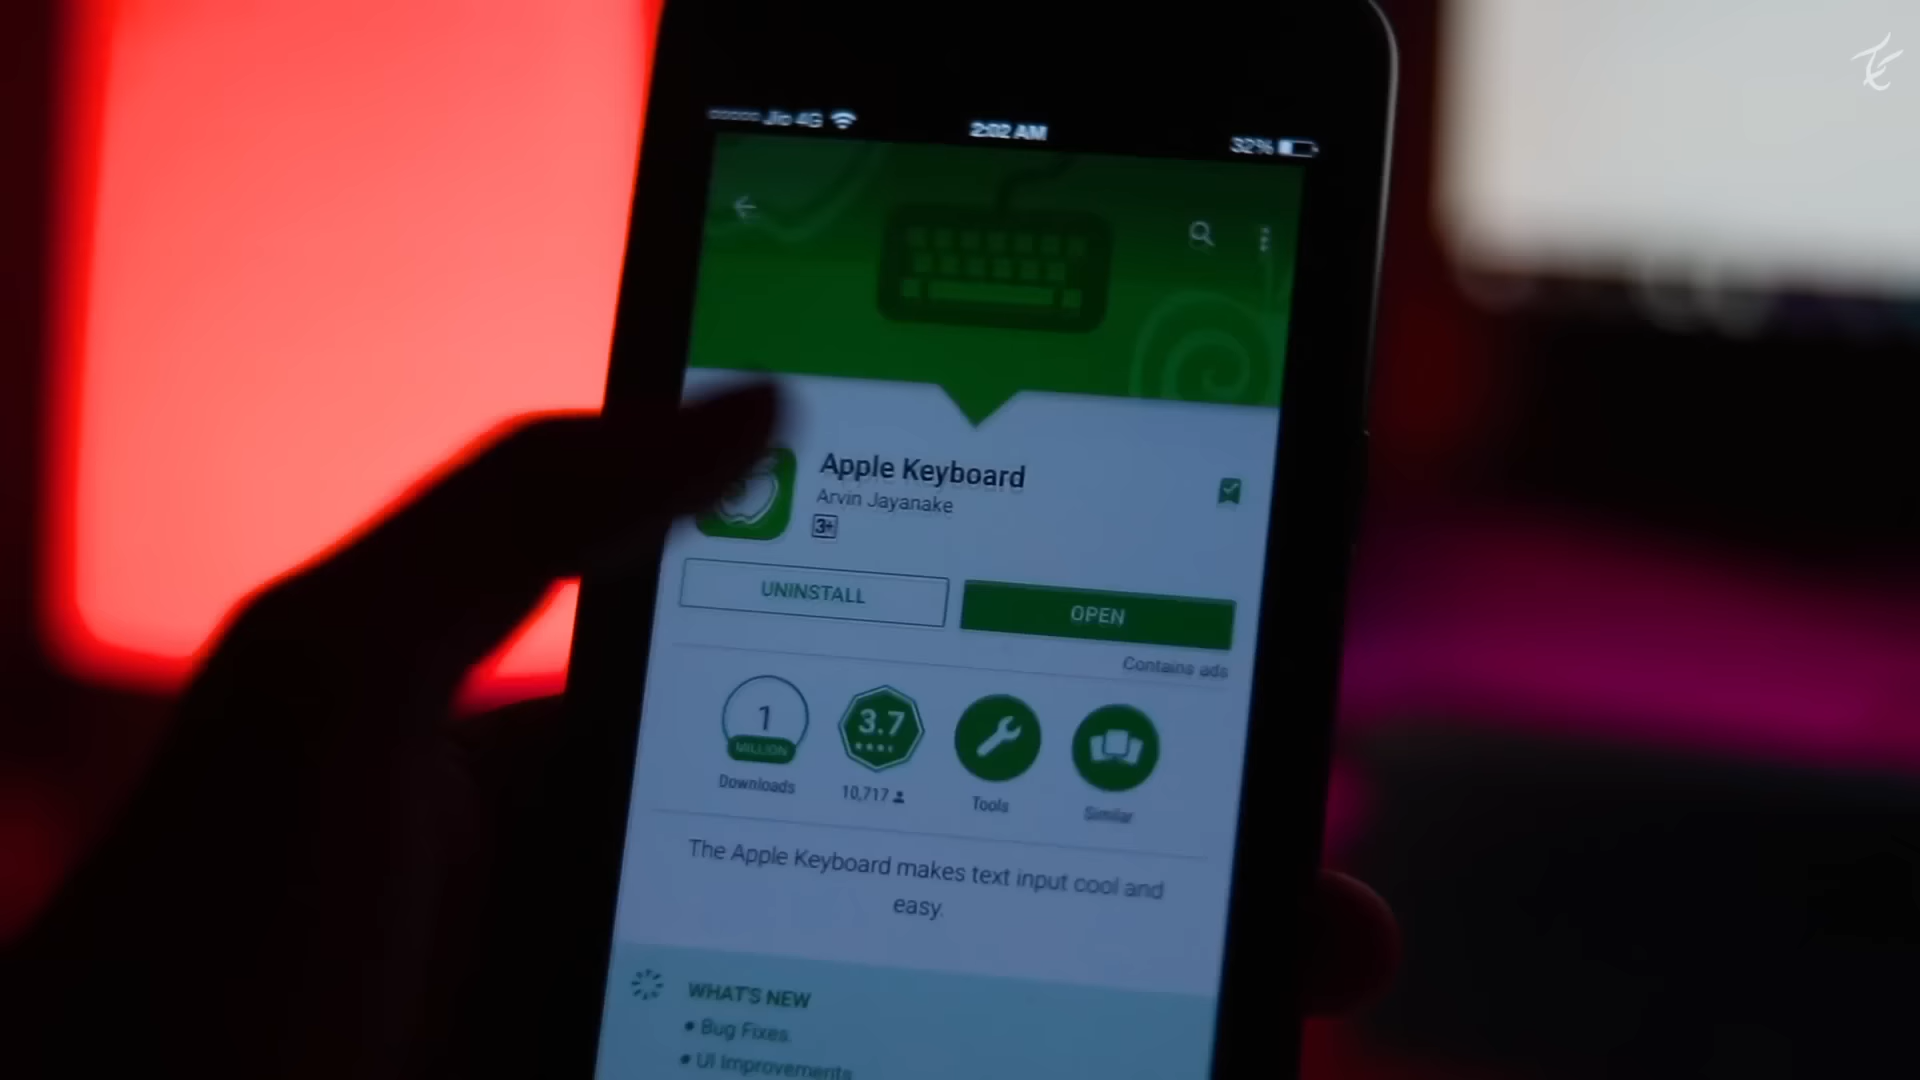 Jio 4G
2:02 AM
32%
Apple Keyboard
Arvin Jayanake
3+
UNINSTALL
OPEN
Contains ads
1
MILLION
Downloads
3.7
10,717
Tools
Similar
The Apple Keyboard makes text input cool and
easy.
WHAT'S NEW
• Bug Fixes.
• UI Improvements